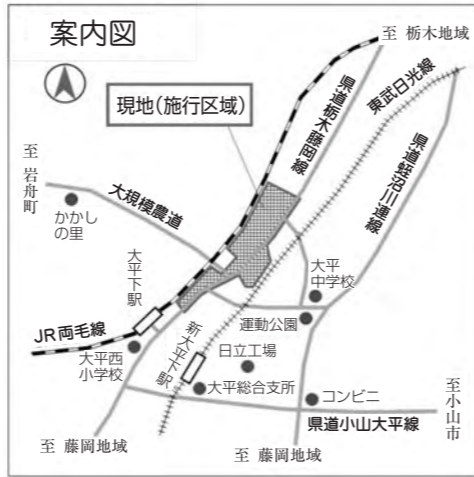 案内図
至 栃木地域
現地(施行区域)
県道栃木藤岡線
東武日光線
県道蛭沼川連線
至 岩舟町
大規模農道
かかし
の里
大平下駅
大平
中学校
JR両毛線
運動公園
新大平下駅
日立工場
大平西
小学校
大平総合支所
コンビニ
県道小山大平線
至 小山市
至 藤岡地域
至 藤岡地域